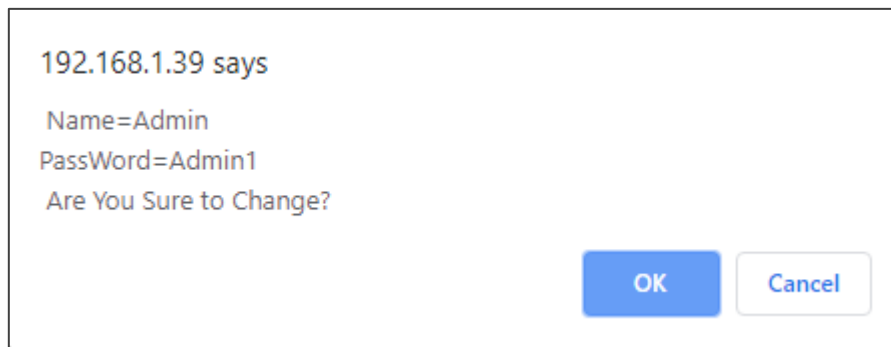 192.168.1.39 says
Name=Admin
PassWord=Admin1
Are You Sure to Change?
OK Cancel